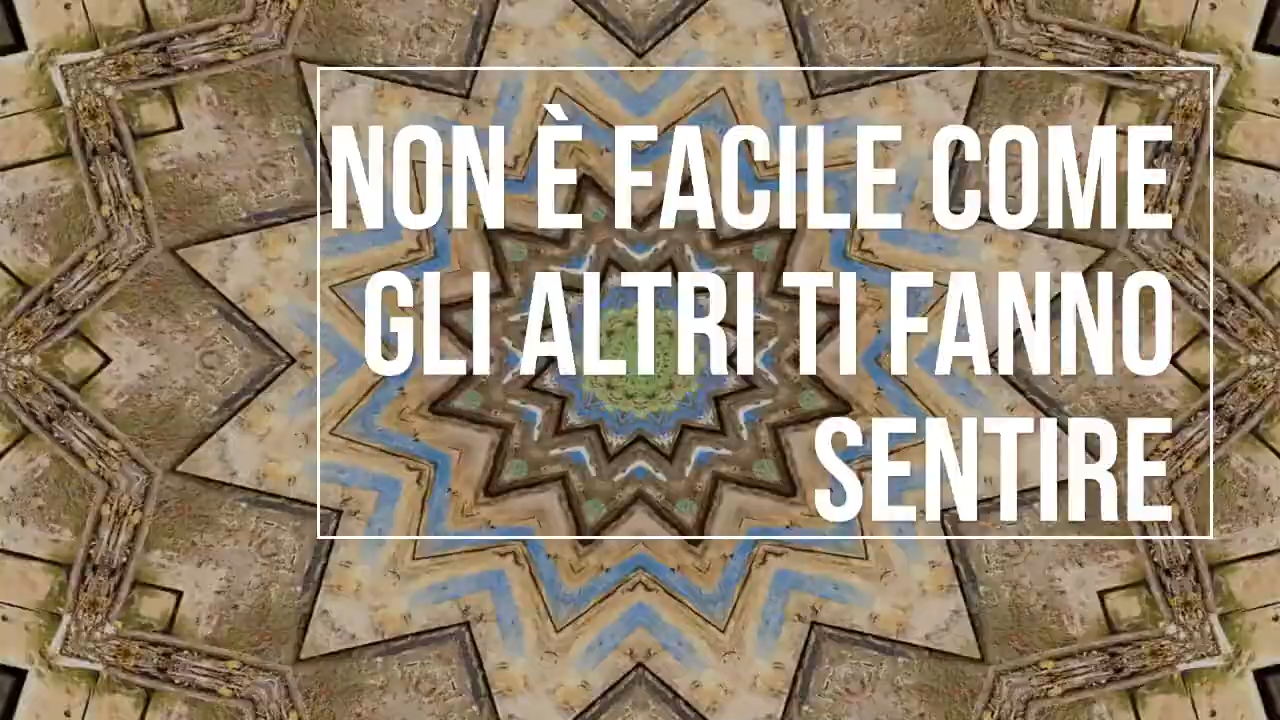 NON È FACILE COME
GLI ALTRI TI FANNO
SENTIRE